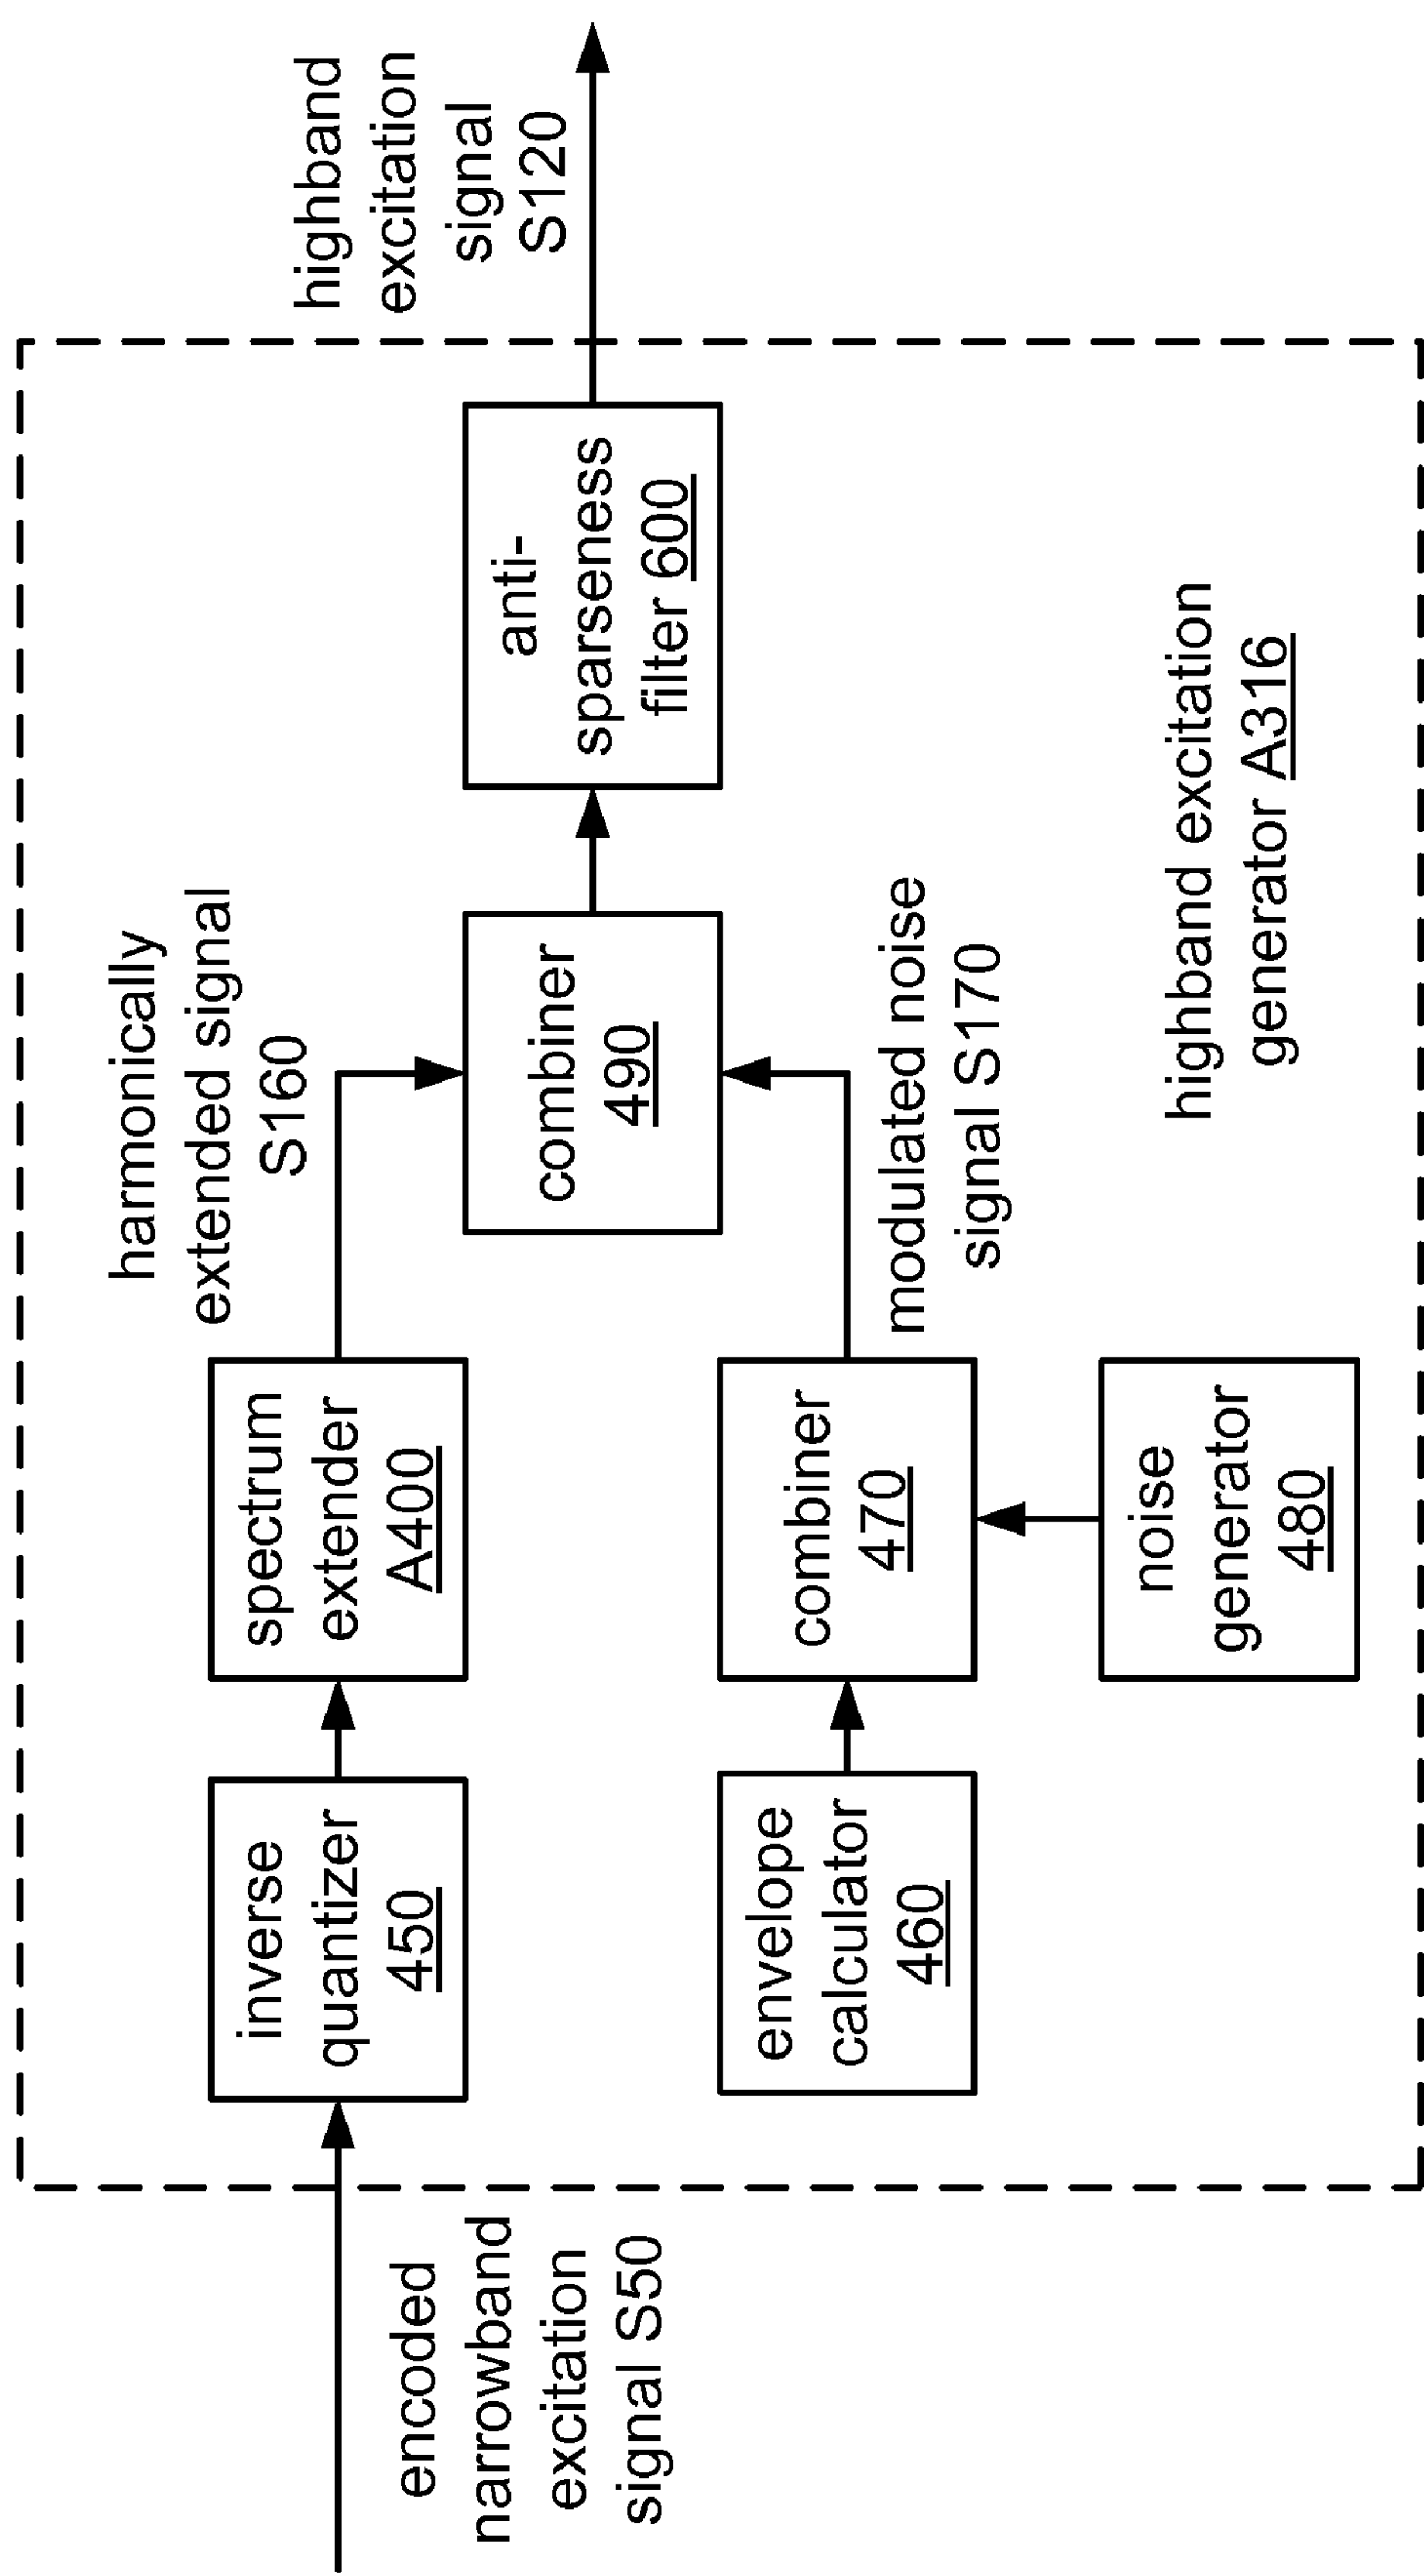 encoded
narrowband
excitation
signal S50
inverse
quantizer
450
spectrum
extender
A400
harmonically
extended signal
S160
envelope
calculator
460
combiner
470
noise
generator
480
modulated noise
signal S170
combiner
490
anti-
sparseness
filter 600
highband
excitation
signal
S120
highband excitation
generator A316